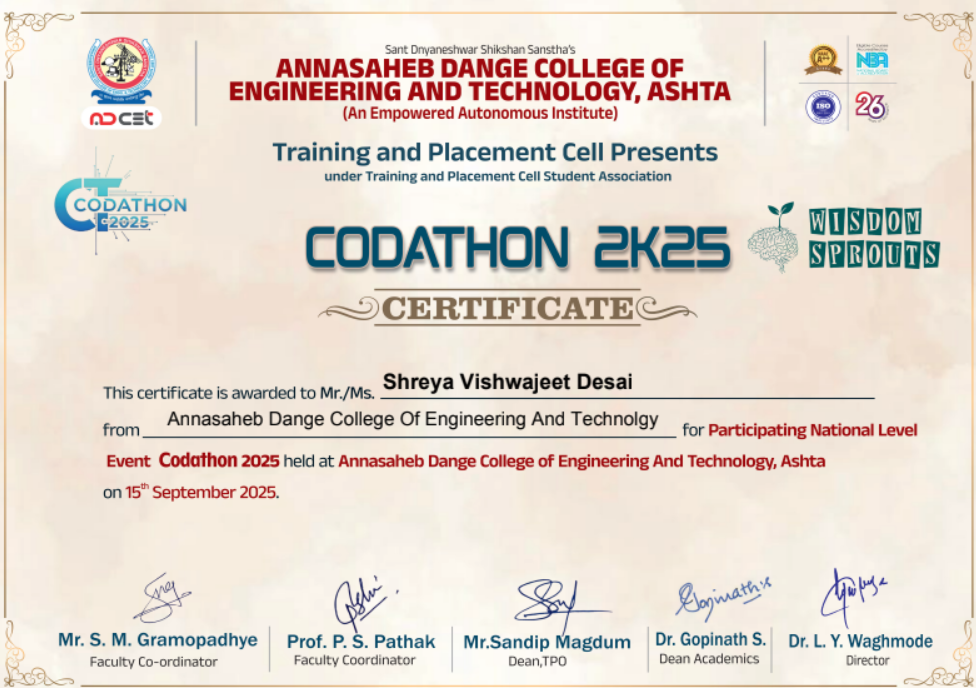 Sant Dnyaneshwar Shikshan Sanstha's
ANNASAHEB DANGE COLLEGE OF
ENGINEERING AND TECHNOLOGY, ASHTA
(An Empowered Autonomous Institute)
ADCET
NBA
ISO
26
Training and Placement Cell Presents
under Training and Placement Cell Student Association
CODATHON
2025
CODATHON 2K25
WISDOM
SPROUTS
CERTIFICATE
This certificate is awarded to Mr./Ms. Shreya Vishwajeet Desai
from Annasaheb Dange College Of Engineering And Technolgy for Participating National Level
Event Codathon 2025 held at Annasaheb Dange College of Engineering And Technology, Ashta
on 15th September 2025.
Gopinath S
Mr. S. M. Gramopadhye
Faculty Co-ordinator
Prof. P. S. Pathak
Faculty Coordinator
Mr.Sandip Magdum
Dean,TPO
Dr. Gopinath S.
Dean Academics
Dr. L. Y. Waghmode
Director